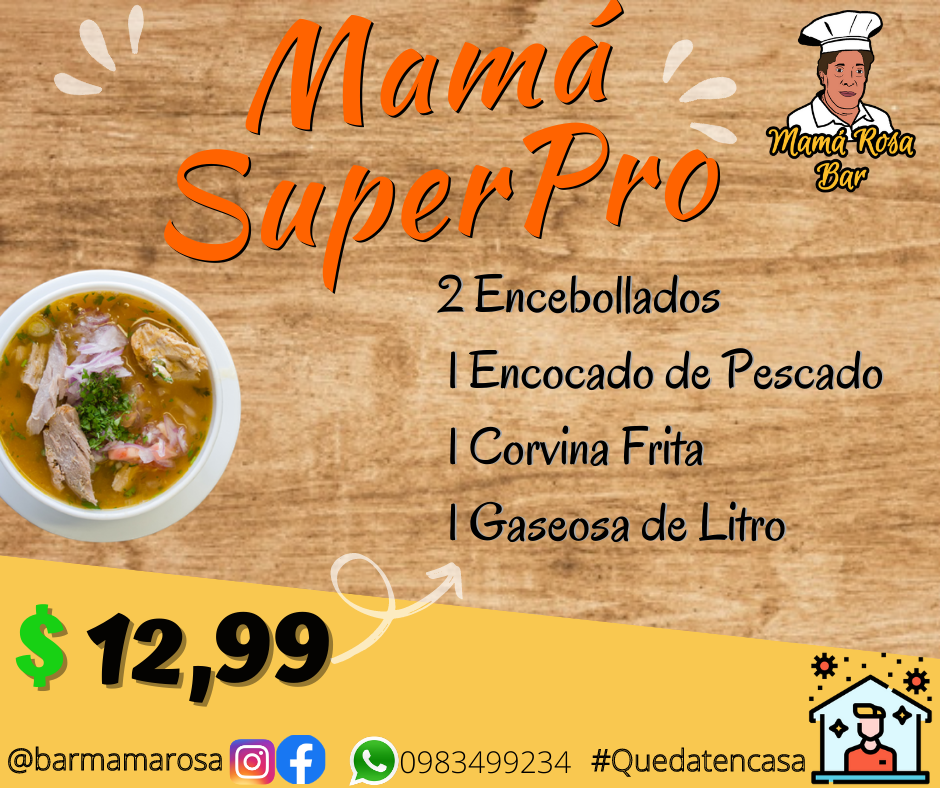 Mamá
SuperPro
Mamá Rosa
Bar
2 Encebollados
1 Encocado de Pescado
1 Corvina Frita
1 Gaseosa de Litro
$ 12,99
@barmamarosa
0983499234
#Quedatencasa